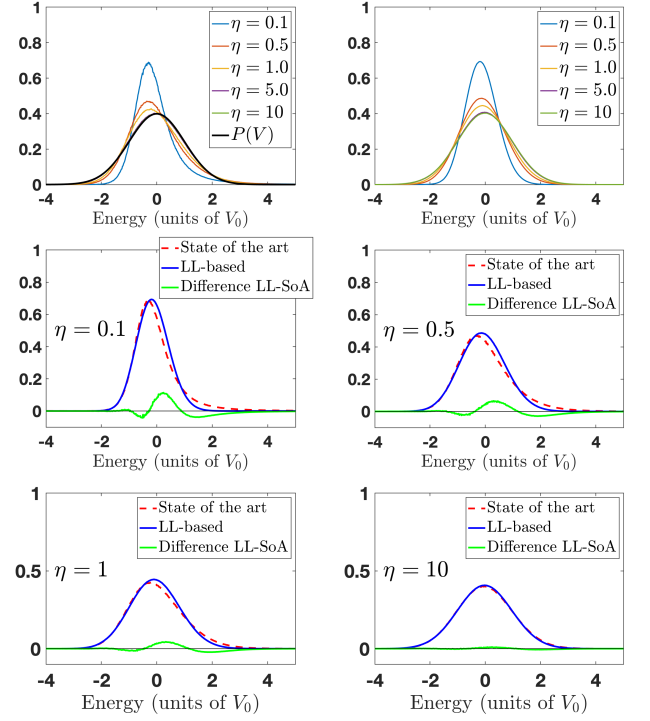 1
0.8
0.6
0.4
0.2
0
-4
-2
0
2
4
Energy (units of V₀)
η = 0.1
η = 0.5
η = 1.0
η = 5.0
η = 10
P(V)
1
0.8
0.6
0.4
0.2
0
-4
-2
0
2
4
Energy (units of V₀)
η = 0.1
η = 0.5
η = 1.0
η = 5.0
η = 10
1
0.8
0.6
0.4
0.2
0
-4
-2
0
2
4
Energy (units of V₀)
State of the art
LL-based
Difference LL-SoA
η = 0.1
1
0.8
0.6
0.4
0.2
0
-4
-2
0
2
4
Energy (units of V₀)
State of the art
LL-based
Difference LL-SoA
η = 0.5
1
0.5
0
-4
-2
0
2
4
Energy (units of V₀)
State of the art
LL-based
Difference LL-SoA
η = 1
1
0.5
0
-4
-2
0
2
4
Energy (units of V₀)
State of the art
LL-based
Difference LL-SoA
η = 10